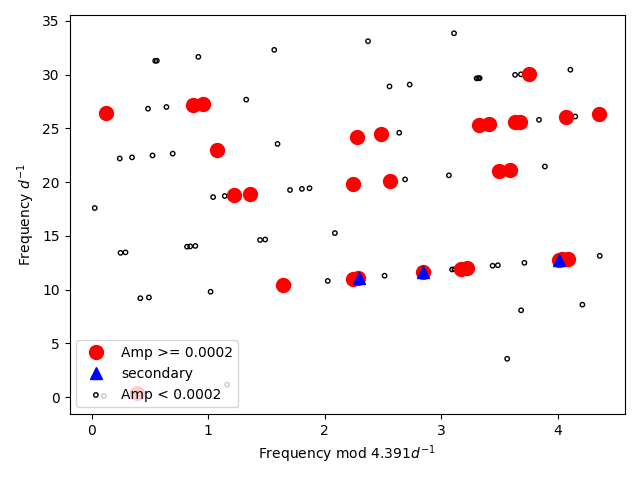 35
30
25
20
15
10
5
0
Frequency d⁻¹
Amp >= 0.0002
secondary
Amp < 0.0002
0 1 2 3 4
Frequency mod 4.391d⁻¹